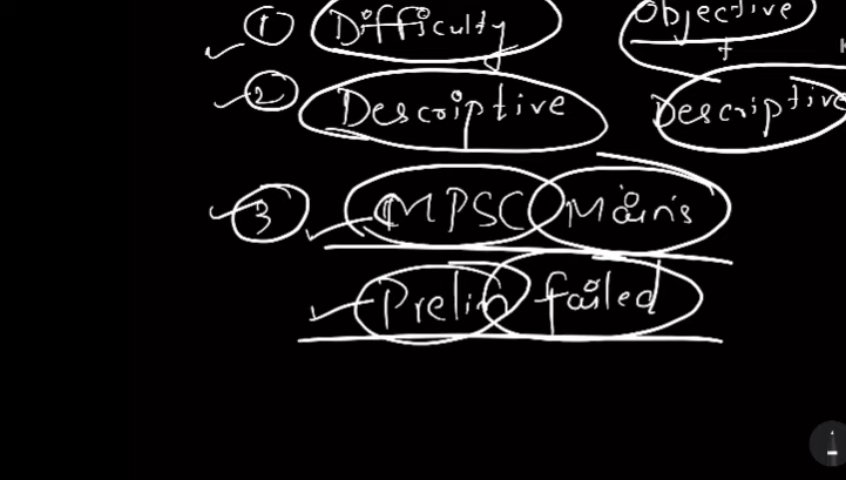 1 Difficulty Objective
+
2 Descriptive Descriptive
3 MPSC Mains
Prelim failed